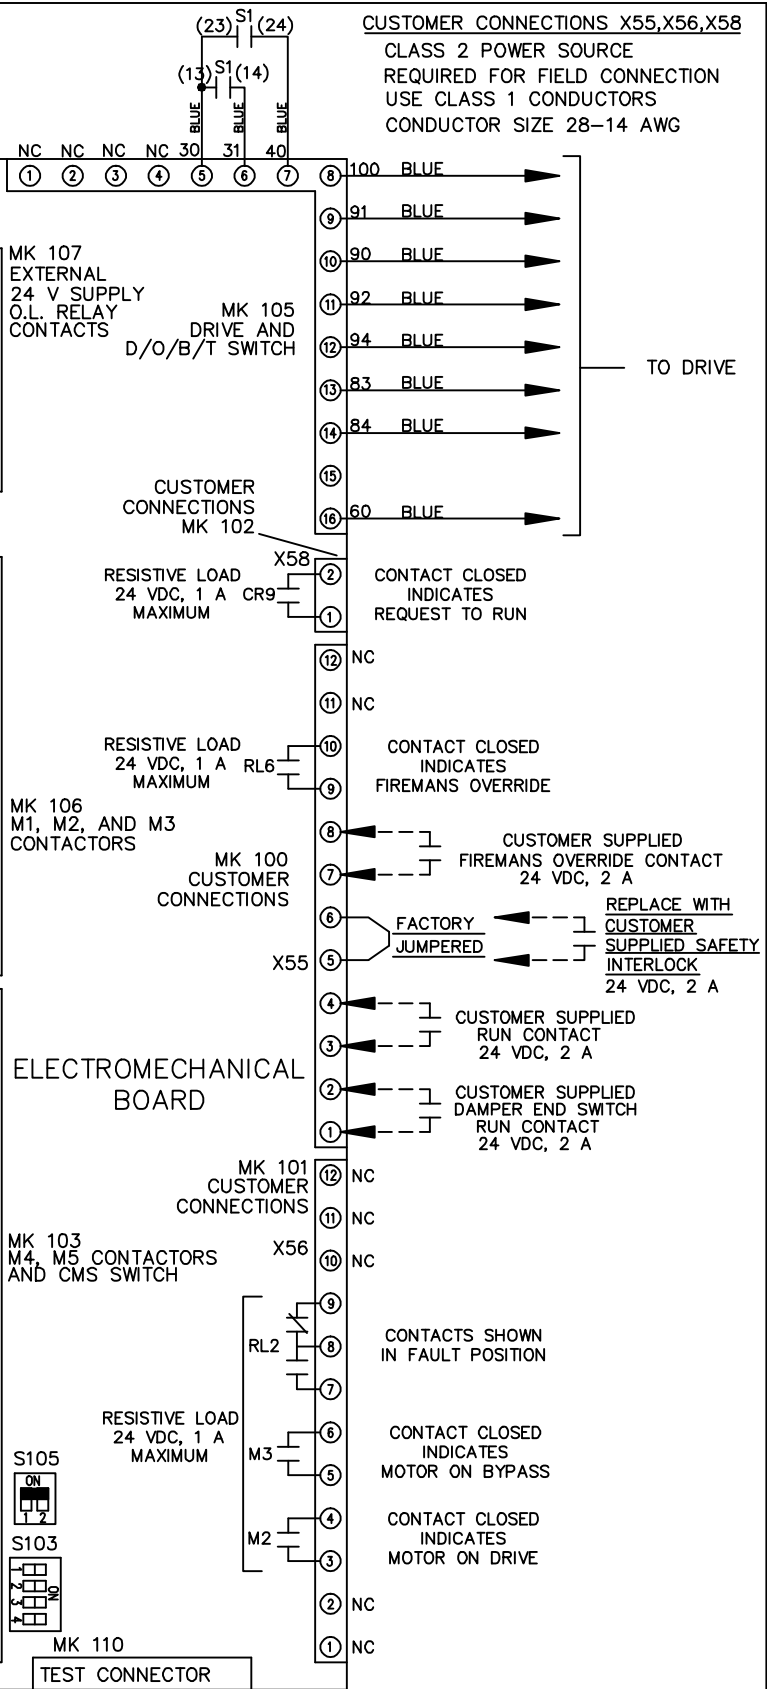 CUSTOMER CONNECTIONS X55,X56,X58
CLASS 2 POWER SOURCE
REQUIRED FOR FIELD CONNECTION
USE CLASS 1 CONDUCTORS
CONDUCTOR SIZE 28-14 AWG
(23) S1 (24)
(13) S1 (14)
BLUE BLUE BLUE
NC NC NC NC 30 31 40
1 2 3 4 5 6 7 8 100 BLUE
9 91 BLUE
10 90 BLUE
11 92 BLUE
12 94 BLUE
13 83 BLUE
14 84 BLUE
15
16 60 BLUE
TO DRIVE
MK 107
EXTERNAL
24 V SUPPLY
O.L. RELAY
CONTACTS
MK 105
DRIVE AND
D/O/B/T SWITCH
CUSTOMER
CONNECTIONS
MK 102
X58
2
1
RESISTIVE LOAD
24 VDC, 1 A
MAXIMUM
CR9
CONTACT CLOSED
INDICATES
REQUEST TO RUN
12 NC
11 NC
10
9
RESISTIVE LOAD
24 VDC, 1 A
MAXIMUM
RL6
CONTACT CLOSED
INDICATES
FIREMANS OVERRIDE
MK 106
M1, M2, AND M3
CONTACTORS
MK 100
CUSTOMER
CONNECTIONS
X55
8
7
CUSTOMER SUPPLIED
FIREMANS OVERRIDE CONTACT
24 VDC, 2 A
6
5
FACTORY
JUMPERED
REPLACE WITH
CUSTOMER
SUPPLIED SAFETY
INTERLOCK
24 VDC, 2 A
4
3
CUSTOMER SUPPLIED
RUN CONTACT
24 VDC, 2 A
2
1
CUSTOMER SUPPLIED
DAMPER END SWITCH
RUN CONTACT
24 VDC, 2 A
ELECTROMECHANICAL
BOARD
MK 101
CUSTOMER
CONNECTIONS
X56
12 NC
11 NC
10 NC
MK 103
M4, M5 CONTACTORS
AND CMS SWITCH
9
8
7
RL2
CONTACTS SHOWN
IN FAULT POSITION
RESISTIVE LOAD
24 VDC, 1 A
MAXIMUM
6
5
M3
CONTACT CLOSED
INDICATES
MOTOR ON BYPASS
4
3
M2
CONTACT CLOSED
INDICATES
MOTOR ON DRIVE
2 NC
1 NC
S105
ON
1 2
S103
1
2
3
4
ON
MK 110
TEST CONNECTOR